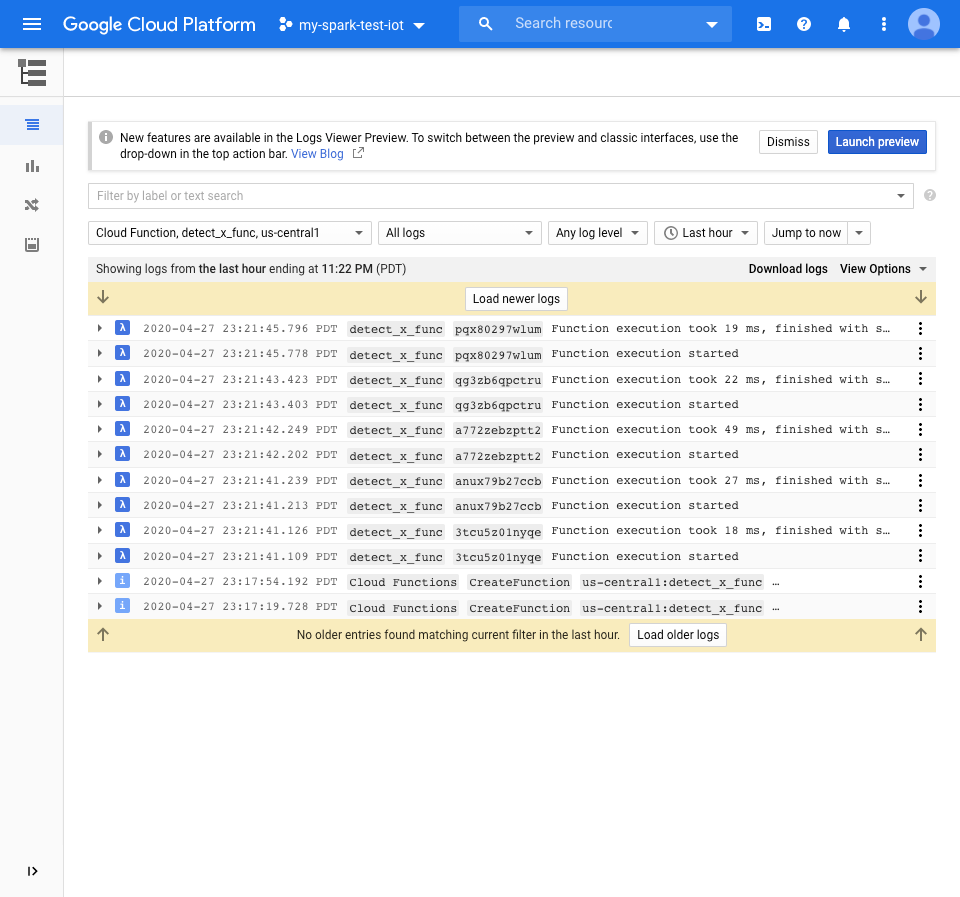 Google Cloud Platform my-spark-test-iot Search resourc
New features are available in the Logs Viewer Preview. To switch between the preview and classic interfaces, use the
drop-down in the top action bar. View Blog
Dismiss Launch preview
Filter by label or text search
Cloud Function, detect_x_func, us-central1 All logs Any log level Last hour Jump to now
Showing logs from the last hour ending at 11:22 PM (PDT) Download logs View Options
Load newer logs
λ 2020-04-27 23:21:45.796 PDT detect_x_func pqx80297wlum Function execution took 19 ms, finished with s…
λ 2020-04-27 23:21:45.778 PDT detect_x_func pqx80297wlum Function execution started
λ 2020-04-27 23:21:43.423 PDT detect_x_func qg3zb6qpctru Function execution took 22 ms, finished with s…
λ 2020-04-27 23:21:43.403 PDT detect_x_func qg3zb6qpctru Function execution started
λ 2020-04-27 23:21:42.249 PDT detect_x_func a772zebzptt2 Function execution took 49 ms, finished with s…
λ 2020-04-27 23:21:42.202 PDT detect_x_func a772zebzptt2 Function execution started
λ 2020-04-27 23:21:41.239 PDT detect_x_func anux79b27ccb Function execution took 27 ms, finished with s…
λ 2020-04-27 23:21:41.213 PDT detect_x_func anux79b27ccb Function execution started
λ 2020-04-27 23:21:41.126 PDT detect_x_func 3tcu5z01nyqe Function execution took 18 ms, finished with s…
λ 2020-04-27 23:21:41.109 PDT detect_x_func 3tcu5z01nyqe Function execution started
i 2020-04-27 23:17:54.192 PDT Cloud Functions CreateFunction us-central1:detect_x_func …
i 2020-04-27 23:17:19.728 PDT Cloud Functions CreateFunction us-central1:detect_x_func …
No older entries found matching current filter in the last hour. Load older logs